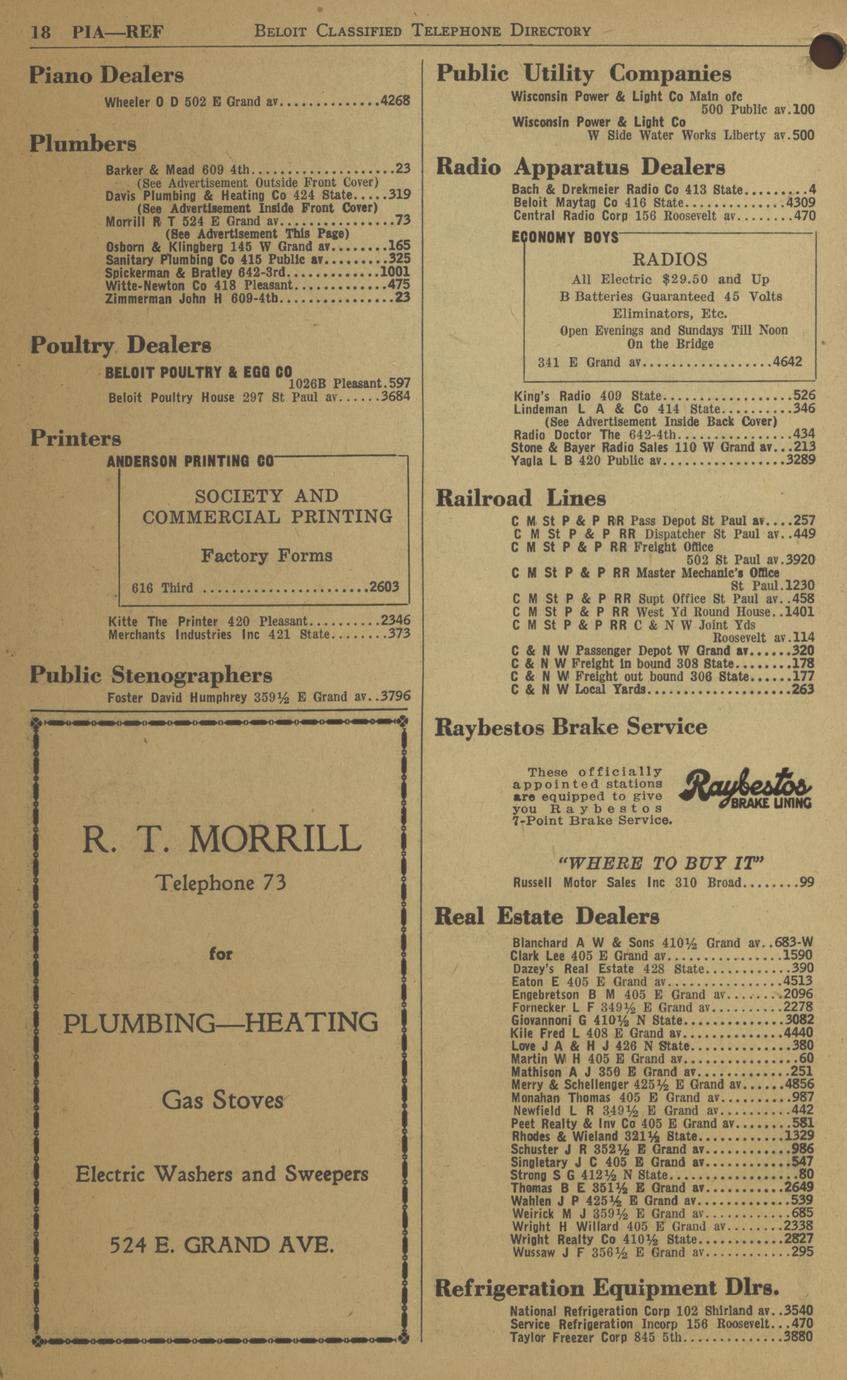 18 PIA—REF BELOIT CLASSIFIED TELEPHONE DIRECTORY
Piano Dealers
Wheeler O D 502 E Grand av..............4268
Plumbers
Barker & Mead 609 4th....................23
(See Advertisement Outside Front Cover)
Davis Plumbing & Heating Co 424 State.....319
(See Advertisement Inside Front Cover)
Morrill R T 524 E Grand av................73
(See Advertisement This Page)
Osborn & Klingberg 145 W Grand av........165
Sanitary Plumbing Co 415 Public av.........325
Spickerman & Bratley 642-3rd.............1001
Witte-Newton Co 418 Pleasant.............475
Zimmerman John H 609-4th................23
Poultry Dealers
BELOIT POULTRY & EGG CO
1026B Pleasant.597
Beloit Poultry House 297 St Paul av......3684
Printers
ANDERSON PRINTING CO
SOCIETY AND
COMMERCIAL PRINTING
Factory Forms
616 Third .......................2603
Kitte The Printer 420 Pleasant..........2346
Merchants Industries Inc 421 State........373
Public Stenographers
Foster David Humphrey 359½ E Grand av..3796
R. T. MORRILL
Telephone 73
for
PLUMBING—HEATING
Gas Stoves
Electric Washers and Sweepers
524 E. GRAND AVE.
Public Utility Companies
Wisconsin Power & Light Co Main ofc
500 Public av.100
Wisconsin Power & Light Co
W Side Water Works Liberty av.500
Radio Apparatus Dealers
Bach & Drekmeier Radio Co 413 State.........4
Beloit Maytag Co 416 State...............4309
Central Radio Corp 156 Roosevelt av........470
ECONOMY BOYS
RADIOS
All Electric $29.50 and Up
B Batteries Guaranteed 45 Volts
Eliminators, Etc.
Open Evenings and Sundays Till Noon
On the Bridge
341 E Grand av..................4642
King's Radio 409 State..................526
Lindeman L A & Co 414 State..........346
(See Advertisement Inside Back Cover)
Radio Doctor The 642-4th................434
Stone & Bayer Radio Sales 110 W Grand av...213
Yagla L B 420 Public av.................3289
Railroad Lines
C M St P & P RR Pass Depot St Paul av....257
C M St P & P RR Dispatcher St Paul av..449
C M St P & P RR Freight Office
502 St Paul av.3920
C M St P & P RR Master Mechanic's Office
St Paul.1230
C M St P & P RR Supt Office St Paul av..458
C M St P & P RR West Yd Round House..1401
C M St P & P RR C & N W Joint Yds
Roosevelt av.114
C & N W Passenger Depot W Grand av......320
C & N W Freight in bound 308 State........178
C & N W Freight out bound 306 State......177
C & N W Local Yards....................263
Raybestos Brake Service
These officially
appointed stations
are equipped to give
you Raybestos
7-Point Brake Service.
Raybestos
BRAKE LINING
"WHERE TO BUY IT"
Russell Motor Sales Inc 310 Broad........99
Real Estate Dealers
Blanchard A W & Sons 410½ Grand av..683-W
Clark Lee 405 E Grand av................1590
Dazey's Real Estate 428 State............390
Eaton E 405 E Grand av................4513
Engebretson B M 405 E Grand av........2096
Fornecker L F 349½ E Grand av..........2278
Giovannoni G 410½ N State..............3082
Kile Fred L 408 E Grand av..............4440
Love J A & H J 426 N State..............380
Martin W H 405 E Grand av................60
Mathison A J 350 E Grand av.............251
Merry & Schellenger 425½ E Grand av......4856
Monahan Thomas 405 E Grand av..........987
Newfield L R 349½ E Grand av...........442
Peet Realty & Inv Co 405 E Grand av.......581
Rhodes & Wieland 321½ State............1329
Schuster J R 352½ E Grand av............986
Singletary J C 405 E Grand av............547
Strong S G 412½ N State..................80
Thomas B E 351½ E Grand av...........2649
Wahlen J P 425½ E Grand av.............539
Weirick M J 359½ E Grand av............685
Wright H Willard 405 E Grand av........2338
Wright Realty Co 410½ State............2827
Wussaw J F 356½ E Grand av............295
Refrigeration Equipment Dlrs.
National Refrigeration Corp 102 Shirland av..3540
Service Refrigeration Incorp 156 Roosevelt...470
Taylor Freezer Corp 845 5th..............3880